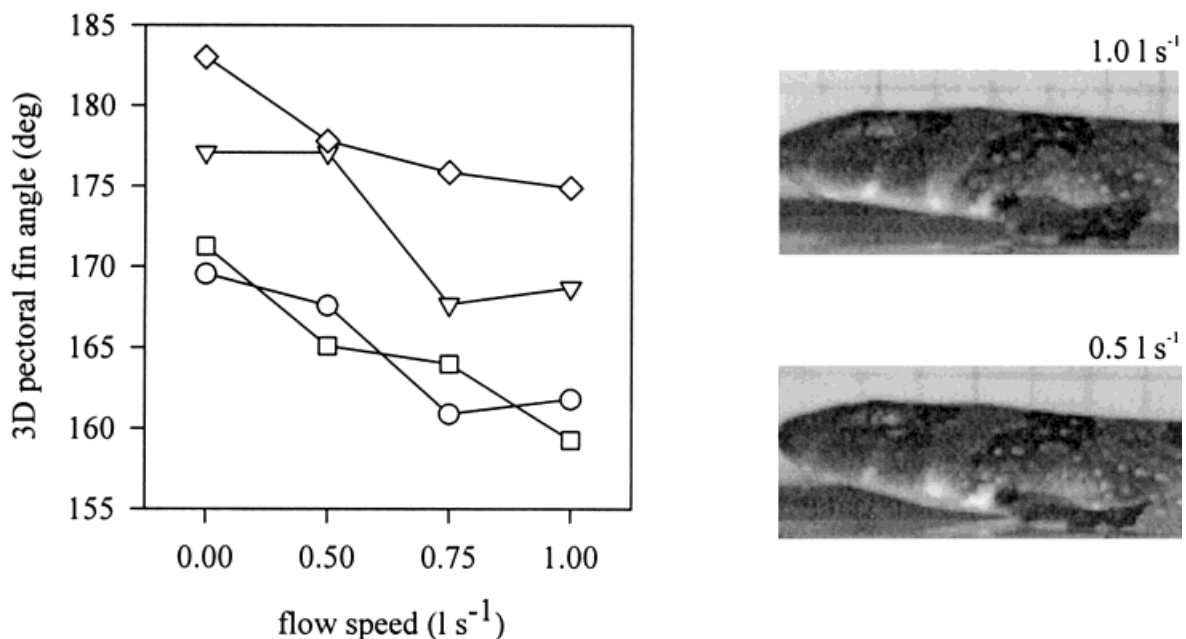 185
180
175
170
165
160
155
3D pectoral fin angle (deg)
0.00 0.50 0.75 1.00
flow speed (l s⁻¹)
1.0 l s⁻¹
0.5 l s⁻¹